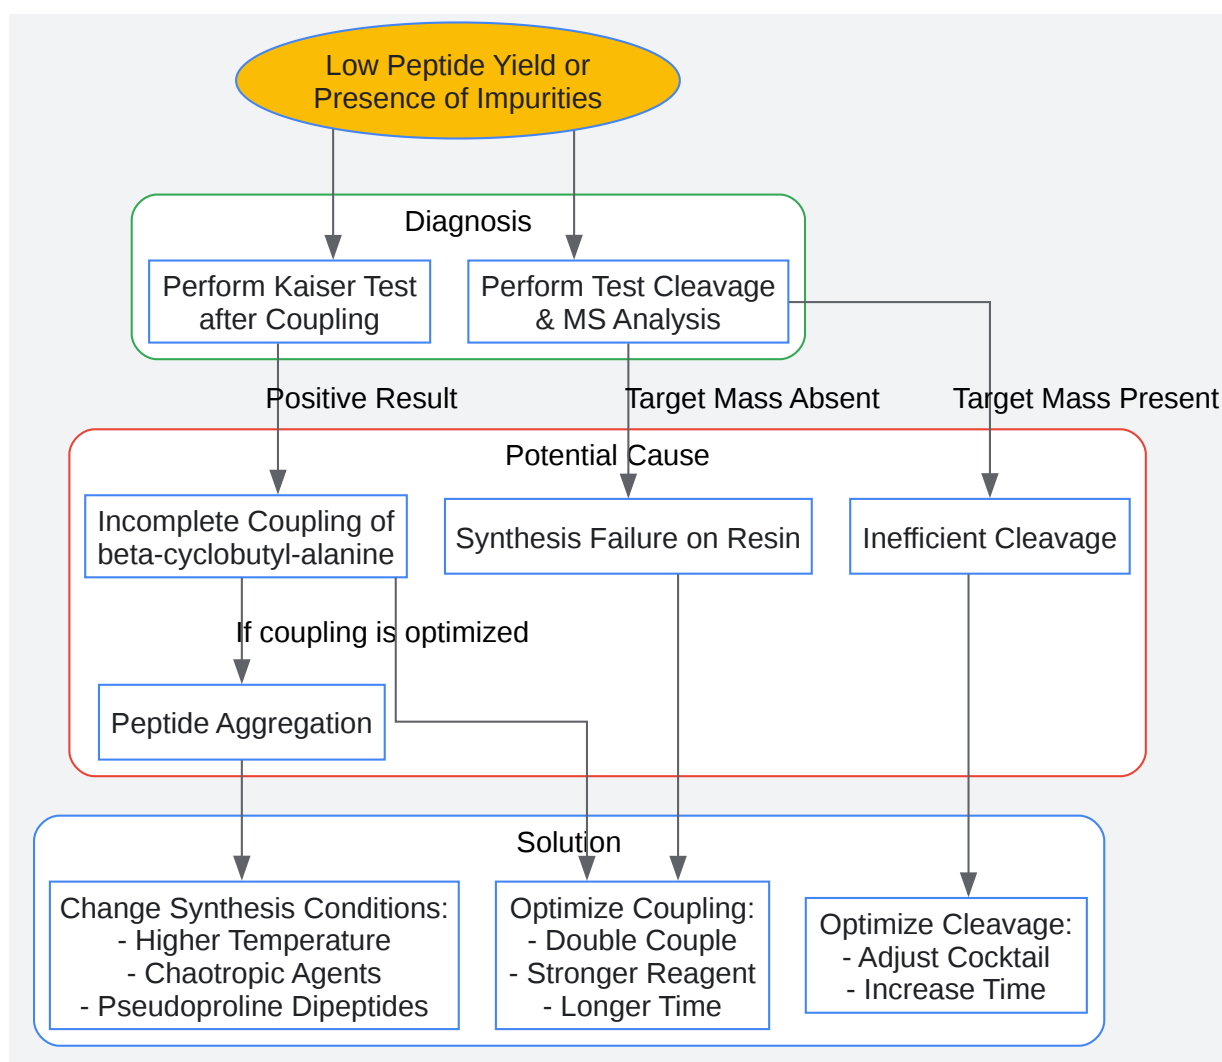 Low Peptide Yield or
Presence of Impurities
Diagnosis
Perform Kaiser Test
after Coupling
Perform Test Cleavage
& MS Analysis
Positive Result
Target Mass Absent
Target Mass Present
Potential Cause
Incomplete Coupling of
beta-cyclobutyl-alanine
Synthesis Failure on Resin
Inefficient Cleavage
If coupling is optimized
Peptide Aggregation
Solution
Change Synthesis Conditions:
- Higher Temperature
- Chaotropic Agents
- Pseudoproline Dipeptides
Optimize Coupling:
- Double Couple
- Stronger Reagent
- Longer Time
Optimize Cleavage:
- Adjust Cocktail
- Increase Time